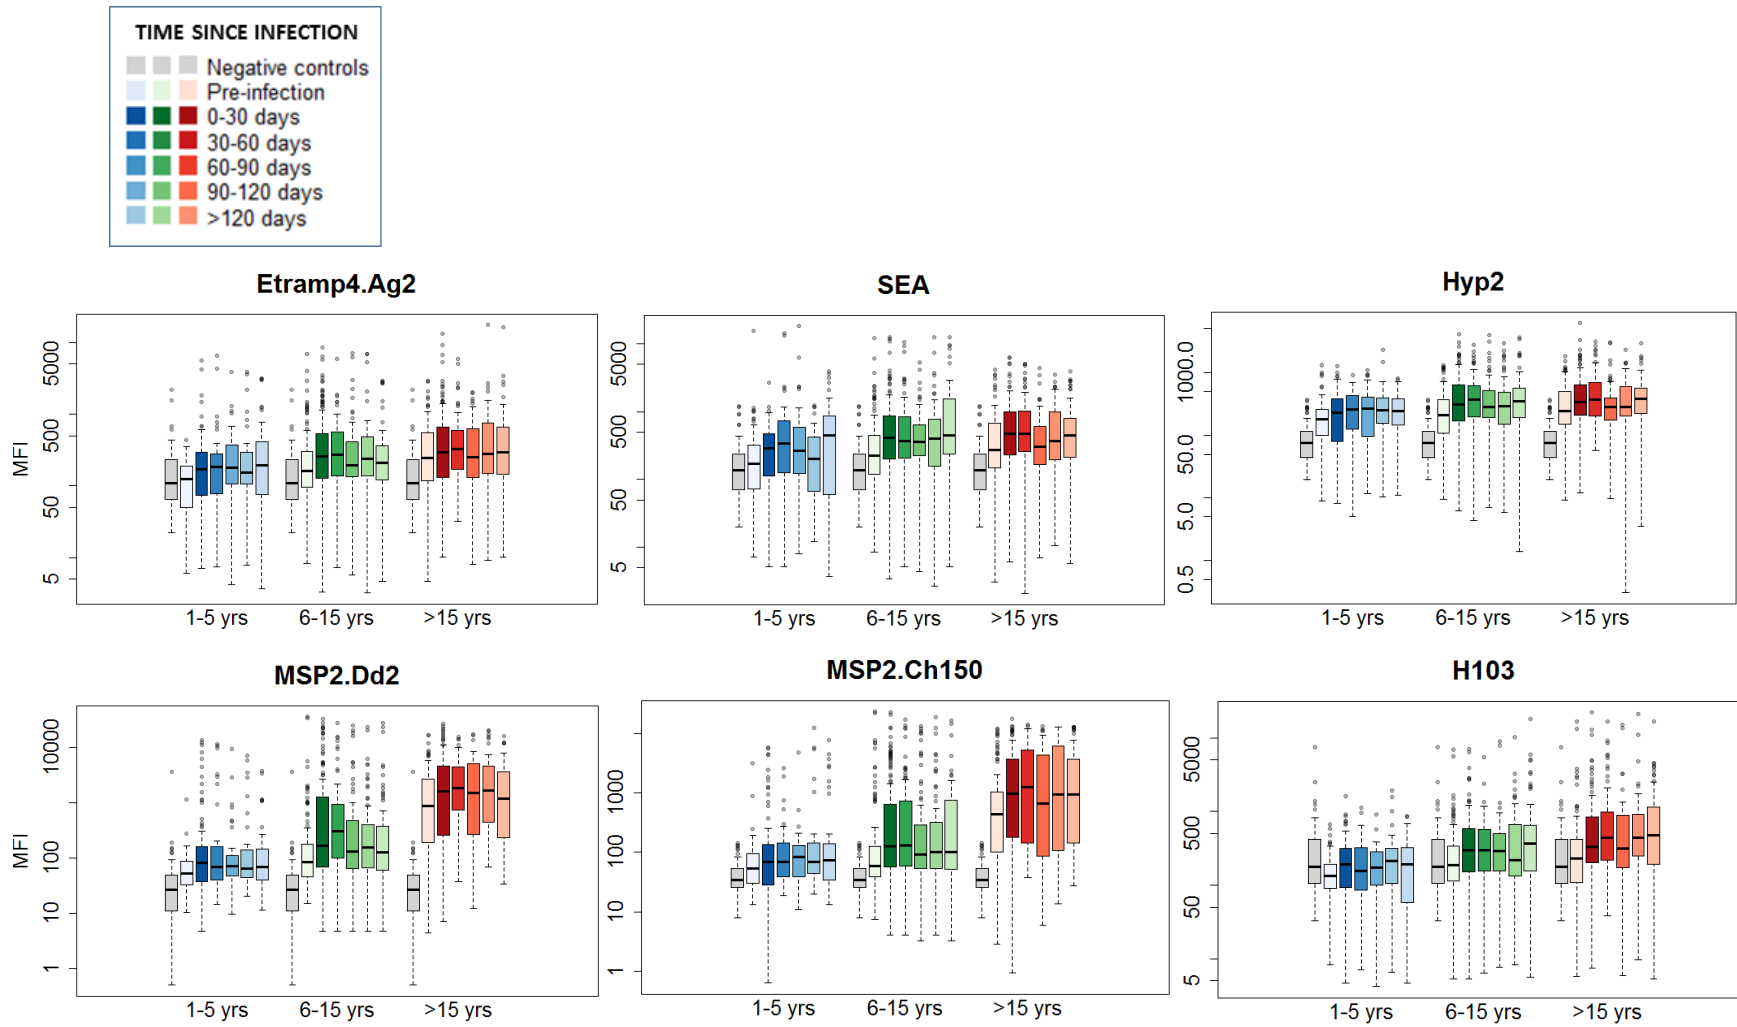 TIME SINCE INFECTION
Negative controls
Pre-infection
0-30 days
30-60 days
60-90 days
90-120 days
>120 days
Etramp4.Ag2
MFI
5000
500
50
5
1-5 yrs 6-15 yrs >15 yrs
SEA
5000
500
50
5
1-5 yrs 6-15 yrs >15 yrs
Hyp2
1000.0
50.0
5.0
0.5
1-5 yrs 6-15 yrs >15 yrs
MSP2.Dd2
MFI
10000
100
10
1
1-5 yrs 6-15 yrs >15 yrs
MSP2.Ch150
1000
100
10
1
1-5 yrs 6-15 yrs >15 yrs
H103
5000
500
50
5
1-5 yrs 6-15 yrs >15 yrs